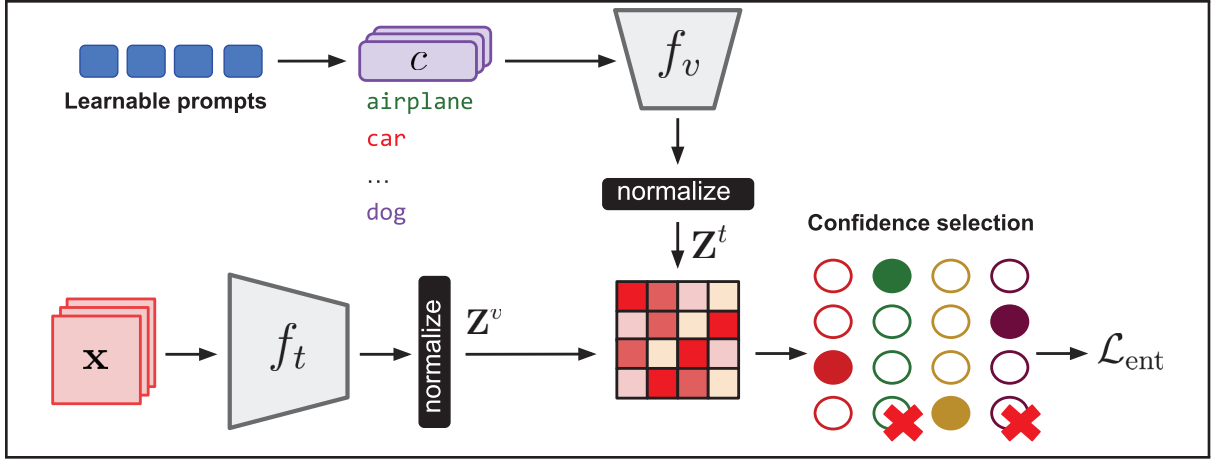 c
f_v
Learnable prompts
airplane
car
...
dog
normalize
Z^t
Confidence selection
x
f_t
normalize
Z^v
ℒ_ent